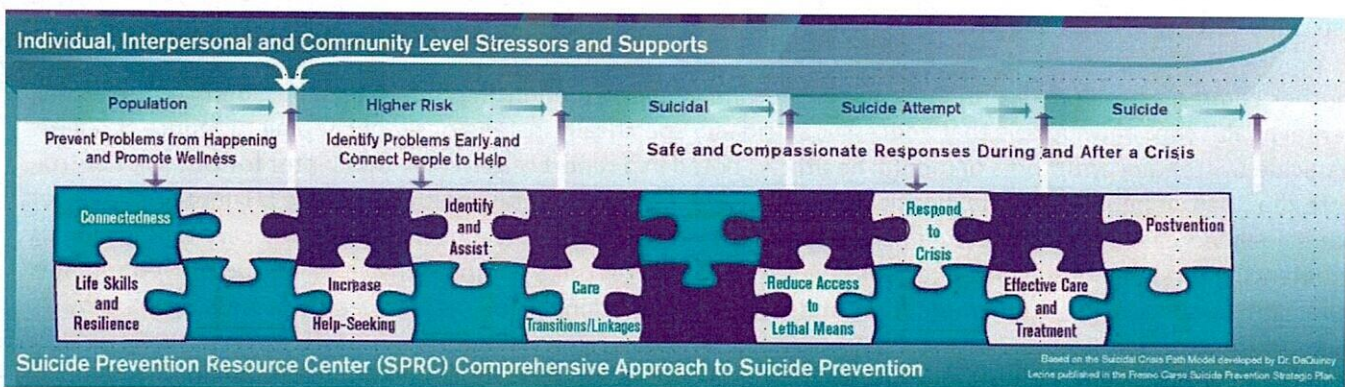 Individual, Interpersonal and Community Level Stressors and Supports
Population
Higher Risk
Suicidal
Suicide Attempt
Suicide
Prevent Problems from Happening
and Promote Wellness
Identify Problems Early and
Connect People to Help
Safe and Compassionate Responses During and After a Crisis
Connectedness
Life Skills
and
Resilience
Increase
Help-Seeking
Identify
and
Assist
Care
Transitions/Linkages
Reduce Access
to
Lethal Means
Respond
to
Crisis
Effective Care
and
Treatment
Postvention
Suicide Prevention Resource Center (SPRC) Comprehensive Approach to Suicide Prevention
Based on the Suicidal Crisis Path Model developed by Dr. DeQuincy
Lezine published in the Fresno Cares Suicide Prevention Strategic Plan.